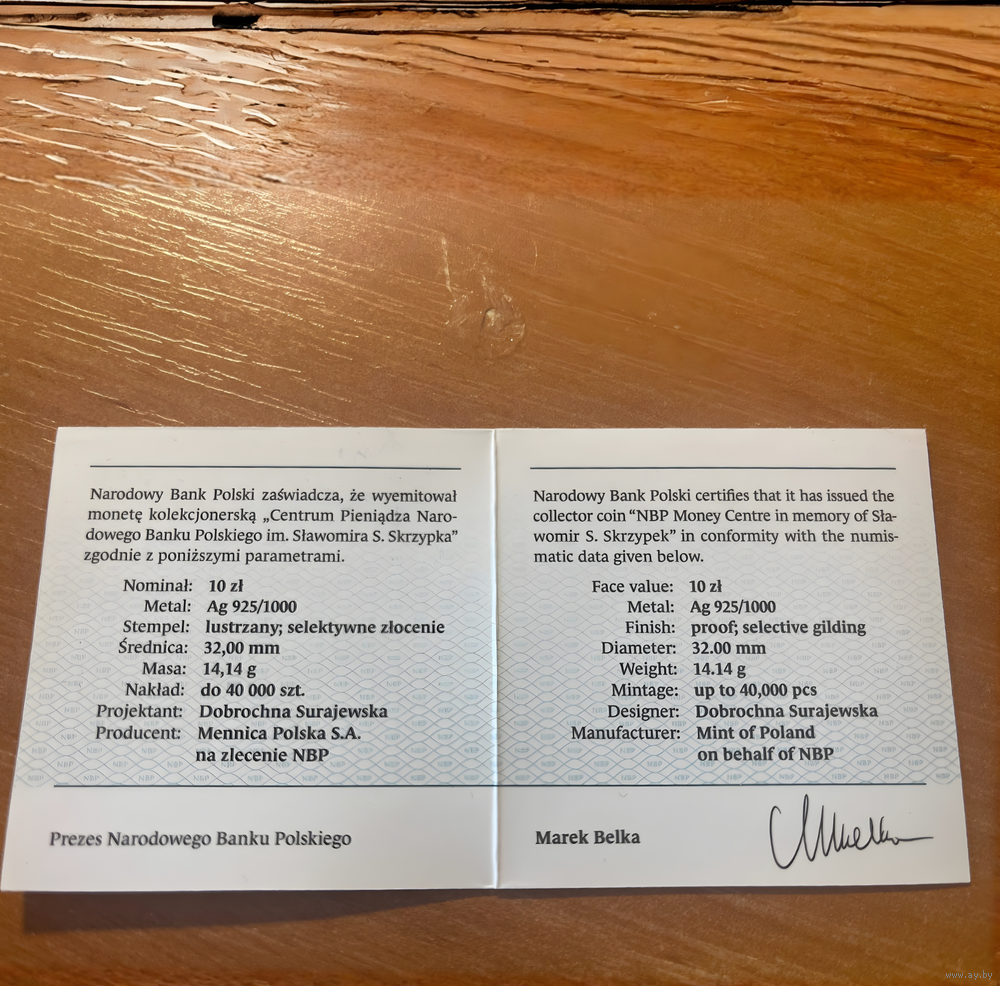 Narodowy Bank Polski zaświadcza, że wyemitował
monetę kolekcjonerską „Centrum Pieniądza Naro-
dowego Banku Polskiego im. Sławomira S. Skrzypka”
zgodnie z poniższymi parametrami.
Nominał: 10 zł
Metal: Ag 925/1000
Stempel: lustrzany; selektywne złocenie
Średnica: 32,00 mm
Masa: 14,14 g
Nakład: do 40 000 szt.
Projektant: Dobrochna Surajewska
Producent: Mennica Polska S.A.
na zlecenie NBP
Prezes Narodowego Banku Polskiego
Narodowy Bank Polski certifies that it has issued the
collector coin “NBP Money Centre in memory of Sła-
womir S. Skrzypek” in conformity with the numis-
matic data given below.
Face value: 10 zł
Metal: Ag 925/1000
Finish: proof; selective gilding
Diameter: 32.00 mm
Weight: 14.14 g
Mintage: up to 40,000 pcs
Designer: Dobrochna Surajewska
Manufacturer: Mint of Poland
on behalf of NBP
Marek Belka
www.ay.by